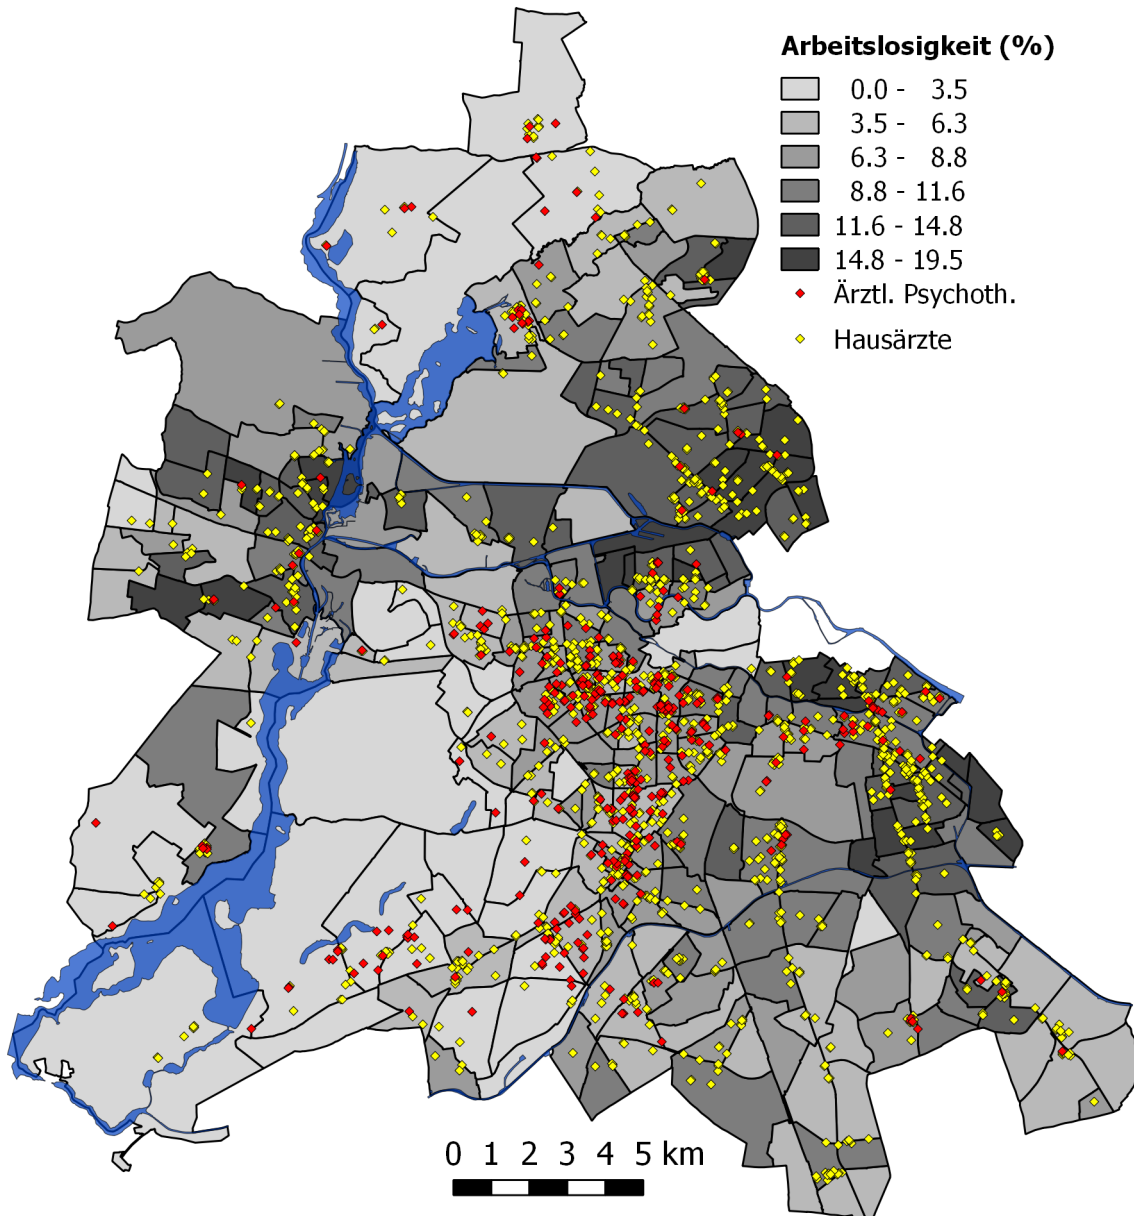 Arbeitslosigkeit (%)
0.0 - 3.5
3.5 - 6.3
6.3 - 8.8
8.8 - 11.6
11.6 - 14.8
14.8 - 19.5
Ärztl. Psychoth.
Hausärzte
0 1 2 3 4 5 km